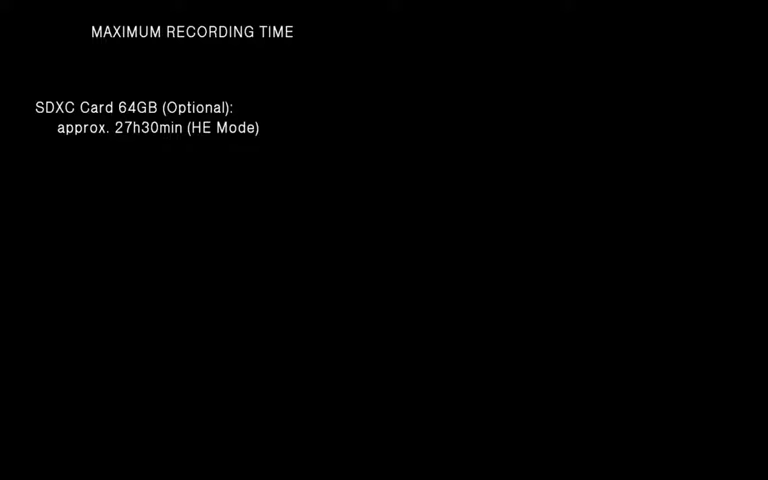 MAXIMUM RECORDING TIME
SDXC Card 64GB (Optional):
approx. 27h30min (HE Mode)